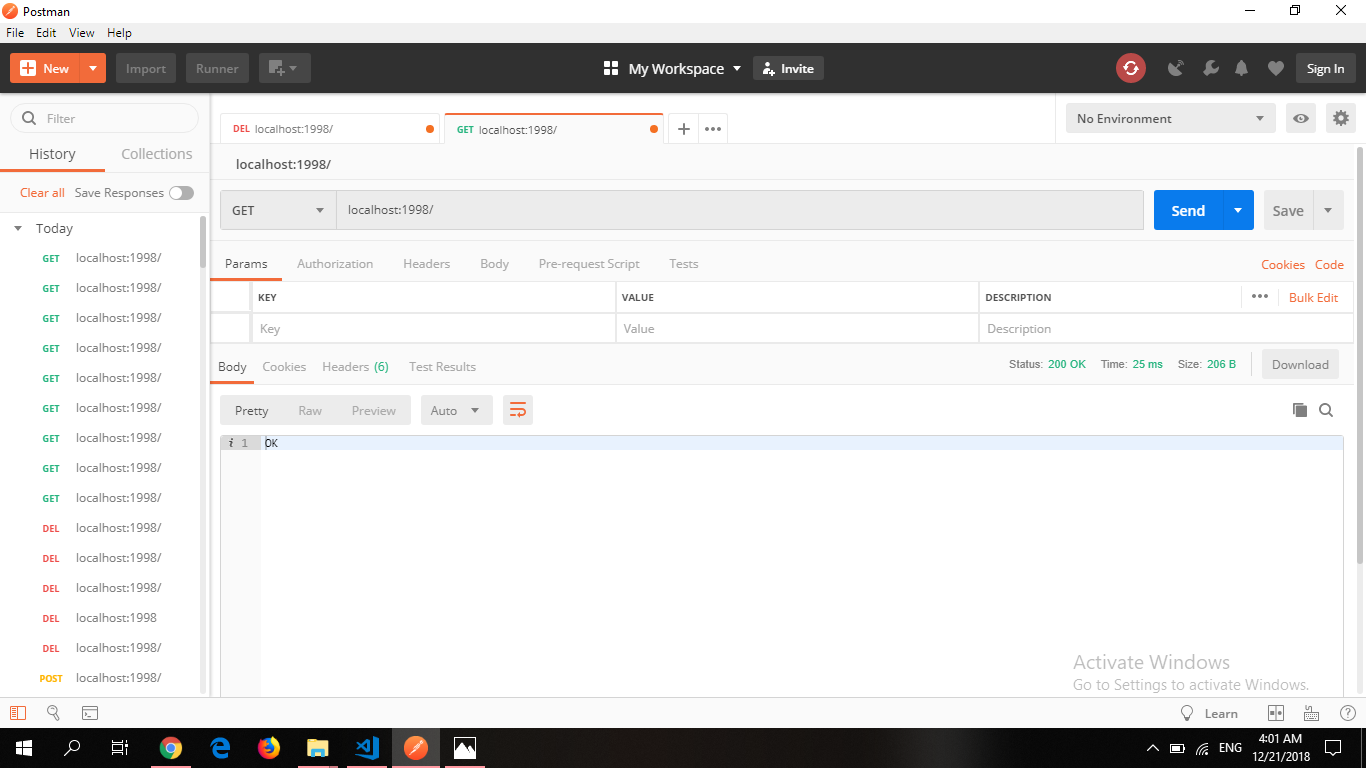 Postman
File Edit View Help
New Import Runner My Workspace Invite Sign In
Filter
History Collections
Clear all Save Responses
Today
GET localhost:1998/
GET localhost:1998/
GET localhost:1998/
GET localhost:1998/
GET localhost:1998/
GET localhost:1998/
GET localhost:1998/
GET localhost:1998/
GET localhost:1998/
DEL localhost:1998/
DEL localhost:1998/
DEL localhost:1998/
DEL localhost:1998
DEL localhost:1998/
POST localhost:1998/
DEL localhost:1998/ GET localhost:1998/ No Environment
localhost:1998/
GET localhost:1998/ Send Save
Params Authorization Headers Body Pre-request Script Tests Cookies Code
KEY VALUE DESCRIPTION Bulk Edit
Key Value Description
Body Cookies Headers (6) Test Results Status: 200 OK Time: 25 ms Size: 206 B Download
Pretty Raw Preview Auto
i 1 OK
Activate Windows
Go to Settings to activate Windows.
Learn
ENG 4:01 AM
12/21/2018